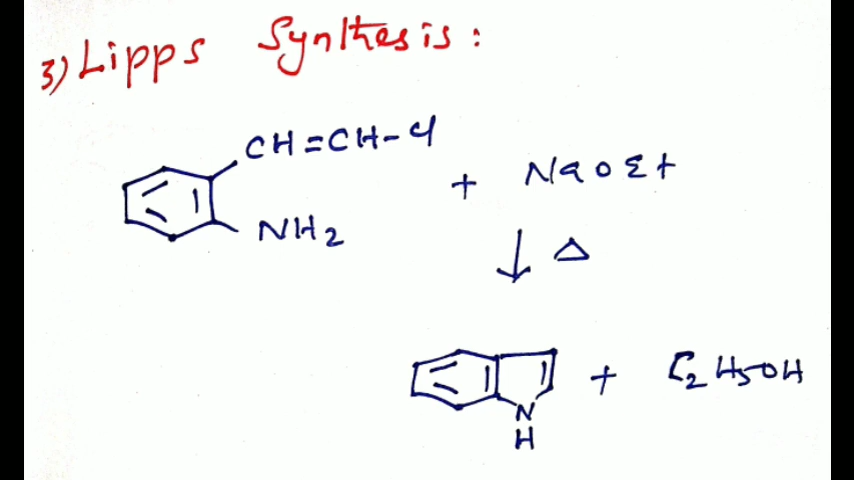 3) Lipps Synthesis:
CH=CH-Cl
+ NaOEt
NH2
↓ Δ
+ C2H5OH
N
H